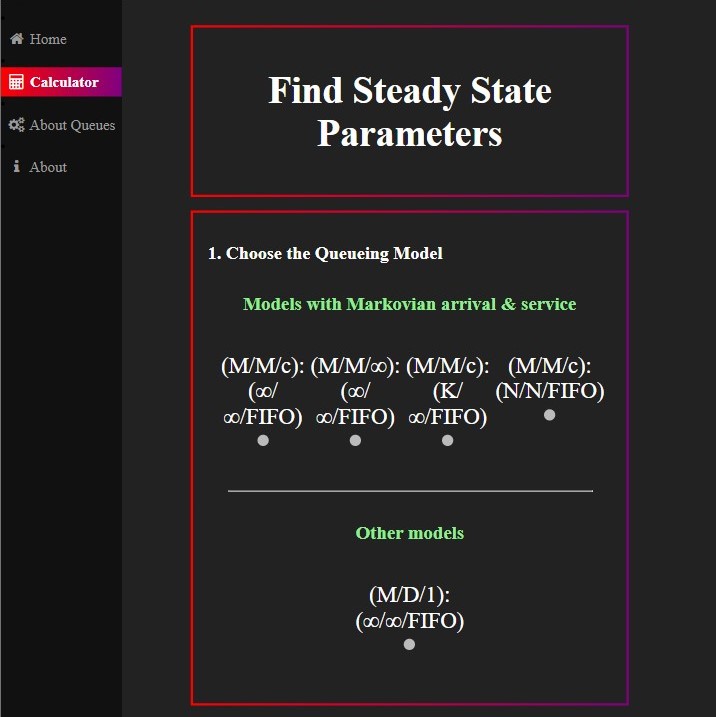 Home
Calculator
About Queues
About
Find Steady State
Parameters
1. Choose the Queueing Model
Models with Markovian arrival & service
(M/M/c):
(∞/
∞/FIFO)
(M/M/∞):
(∞/
∞/FIFO)
(M/M/c):
(K/
∞/FIFO)
(M/M/c):
(N/N/FIFO)
Other models
(M/D/1):
(∞/∞/FIFO)